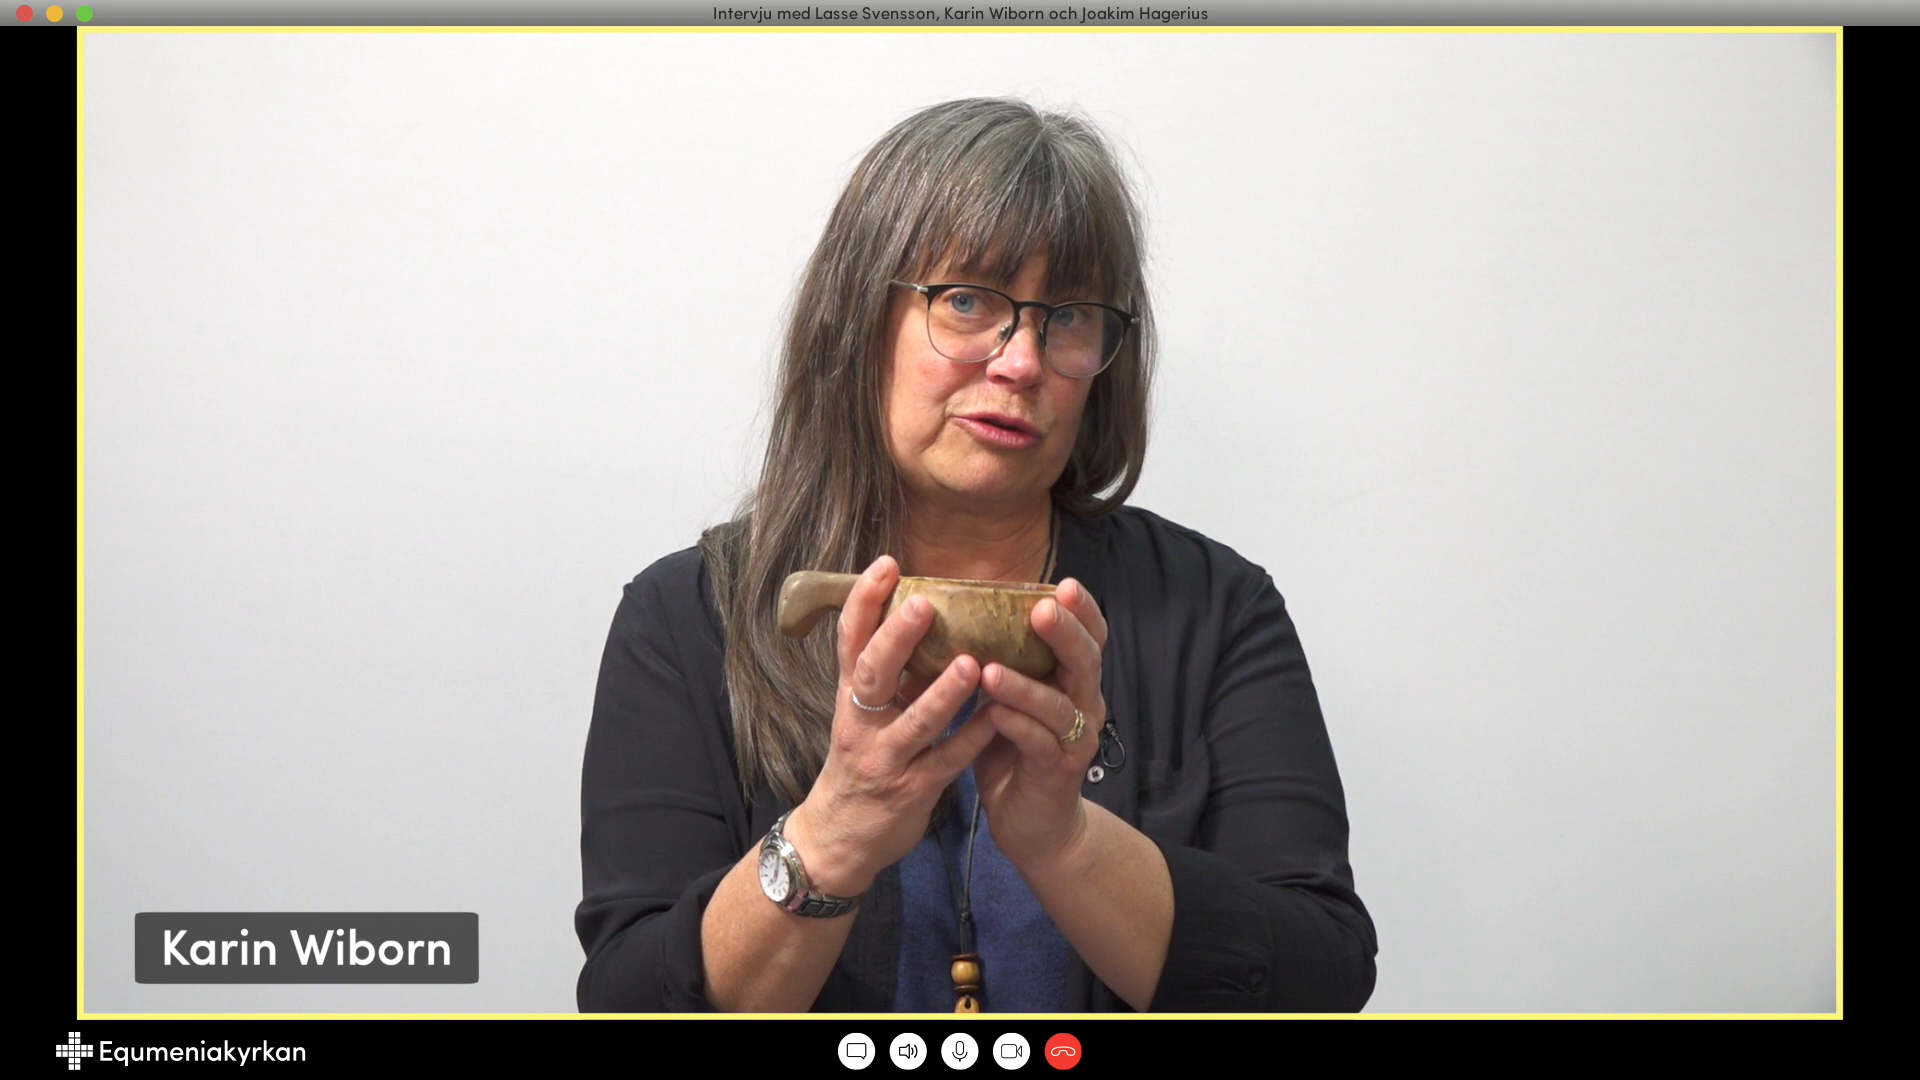 Intervju med Lasse Svensson, Karin Wiborn och Joakim Hagerius
Karin Wiborn
Equmeniakyrkan